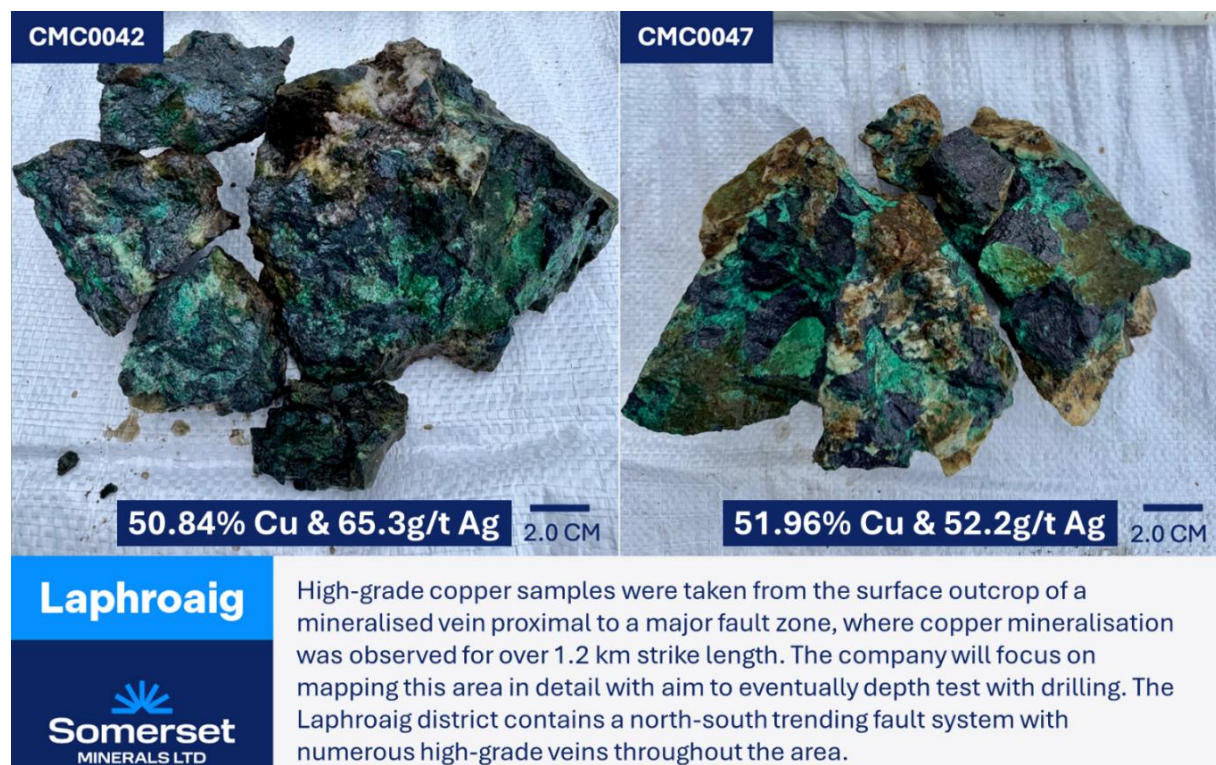 CMC0042
CMC0047
50.84% Cu & 65.3g/t Ag
2.0 CM
51.96% Cu & 52.2g/t Ag
2.0 CM
Laphroaig
High-grade copper samples were taken from the surface outcrop of a
mineralised vein proximal to a major fault zone, where copper mineralisation
was observed for over 1.2 km strike length. The company will focus on
mapping this area in detail with aim to eventually depth test with drilling. The
Laphroaig district contains a north-south trending fault system with
numerous high-grade veins throughout the area.
Somerset
MINERALS LTD